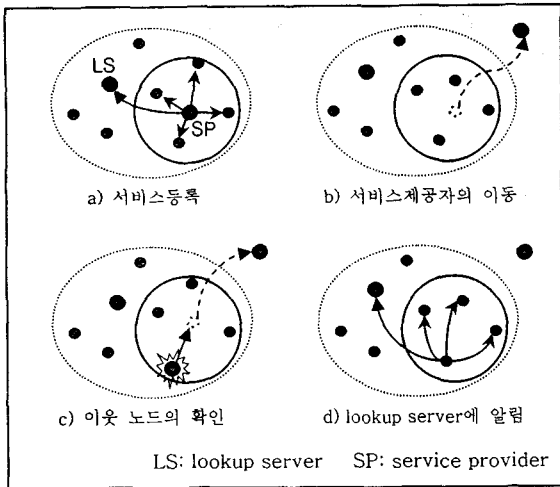 LS
SP
a) 서비스등록
b) 서비스제공자의 이동
c) 이웃 노드의 확인
d) lookup server에 알림
LS: lookup server SP: service provider